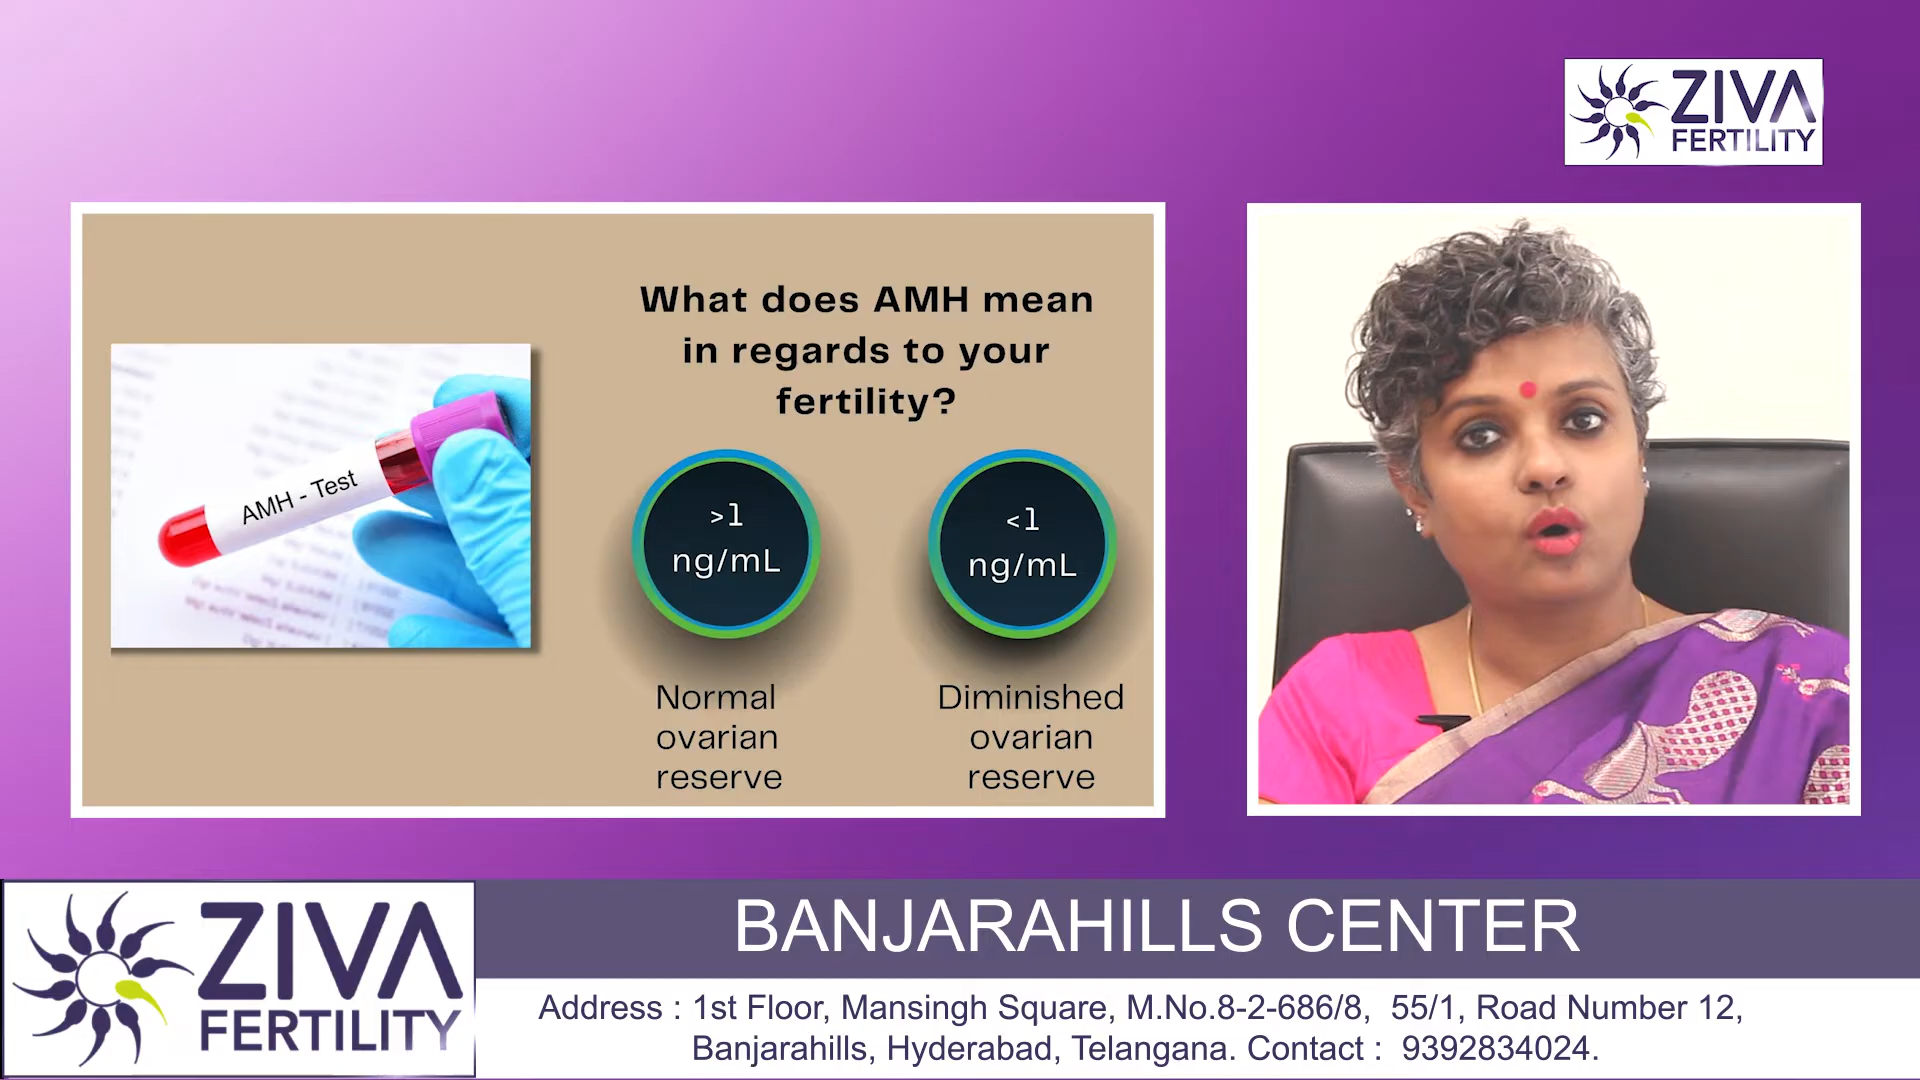 ZIVA
FERTILITY
What does AMH mean
in regards to your
fertility?
AMH - Test
>1
ng/mL
<1
ng/mL
Normal
ovarian
reserve
Diminished
ovarian
reserve
ZIVA
FERTILITY
BANJARAHILLS CENTER
Address : 1st Floor, Mansingh Square, M.No.8-2-686/8, 55/1, Road Number 12,
Banjarahills, Hyderabad, Telangana. Contact : 9392834024.